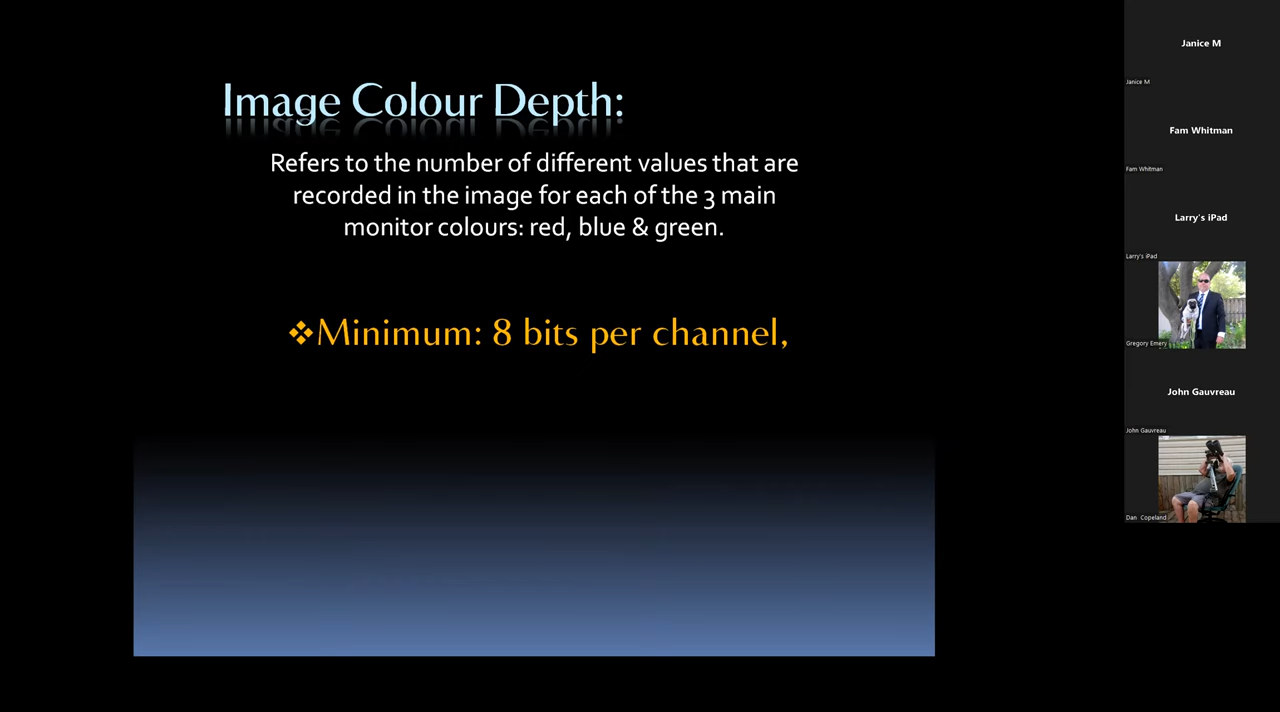 Image Colour Depth:
Refers to the number of different values that are
recorded in the image for each of the 3 main
monitor colours: red, blue & green.
❖Minimum: 8 bits per channel,
Janice M
Janice M
Fam Whitman
Fam Whitman
Larry's iPad
Larry's iPad
Gregory Emery
John Gauvreau
John Gauvreau
Dan Copeland